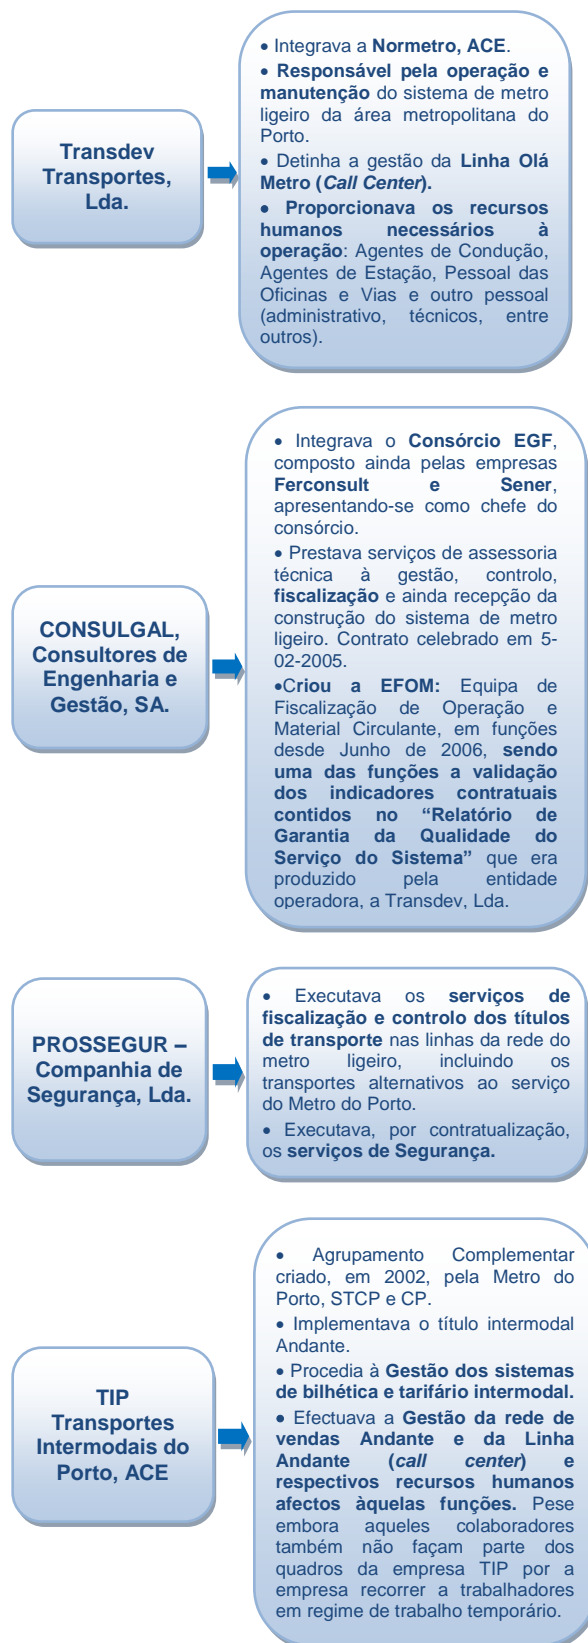 Transdev
Transportes,
Lda.
• Integrava a Normetro, ACE.
• Responsável pela operação e
manutenção do sistema de metro
ligeiro da área metropolitana do
Porto.
• Detinha a gestão da Linha Olá
Metro (Call Center).
• Proporcionava os recursos
humanos necessários à
operação: Agentes de Condução,
Agentes de Estação, Pessoal das
Oficinas e Vias e outro pessoal
(administrativo, técnicos, entre
outros).
CONSULGAL,
Consultores de
Engenharia e
Gestão, SA.
• Integrava o Consórcio EGF,
composto ainda pelas empresas
Ferconsult e Sener,
apresentando-se como chefe do
consórcio.
• Prestava serviços de assessoria
técnica à gestão, controlo,
fiscalização e ainda recepção da
construção do sistema de metro
ligeiro. Contrato celebrado em 5-
02-2005.
•Criou a EFOM: Equipa de
Fiscalização de Operação e
Material Circulante, em funções
desde Junho de 2006, sendo
uma das funções a validação
dos indicadores contratuais
contidos no “Relatório de
Garantia da Qualidade do
Serviço do Sistema” que era
produzido pela entidade
operadora, a Transdev, Lda.
PROSSEGUR –
Companhia de
Segurança, Lda.
• Executava os serviços de
fiscalização e controlo dos títulos
de transporte nas linhas da rede do
metro ligeiro, incluindo os
transportes alternativos ao serviço
do Metro do Porto.
• Executava, por contratualização,
os serviços de Segurança.
TIP
Transportes
Intermodais do
Porto, ACE
• Agrupamento Complementar
criado, em 2002, pela Metro do
Porto, STCP e CP.
• Implementava o título intermodal
Andante.
• Procedia à Gestão dos sistemas
de bilhética e tarifário intermodal.
• Efectuava a Gestão da rede de
vendas Andante e da Linha
Andante (call center) e
respectivos recursos humanos
afectos àquelas funções. Pese
embora aqueles colaboradores
também não façam parte dos
quadros da empresa TIP por a
empresa recorrer a trabalhadores
em regime de trabalho temporário.